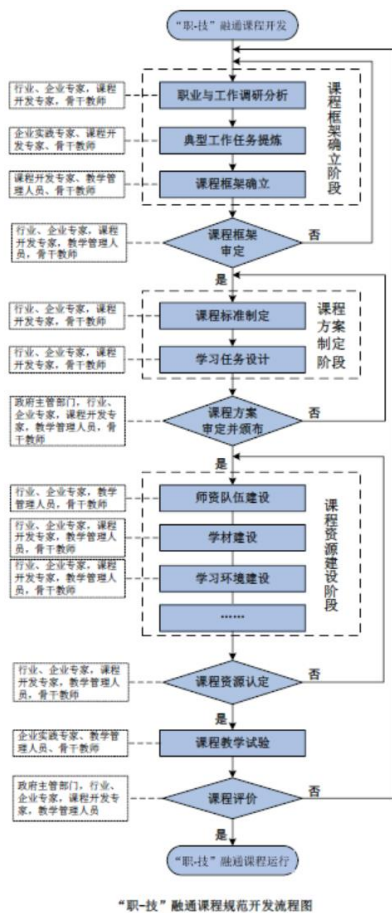 “职-技”融通课程开发
行业、企业专家，课程
开发专家，骨干教师
职业与工作调研分析
企业实践专家、课程开
发专家、骨干教师
典型工作任务提炼
课程开发专家、教学管
理人员、骨干教师
课程框架确立
课程框架确立阶段
行业、企业专家，课程
开发专家，教学管理人
员，骨干教师
课程框架
审定
否
是
行业、企业专家，课程
开发专家，骨干教师
课程标准制定
行业、企业专家，课程
开发专家，骨干教师
学习任务设计
课程
方案
制定
阶段
政府主管部门，行业、
企业专家，课程开发专
家，教学管理人员，骨
干教师
课程方案
审定并颁布
否
是
行业、企业专家，教学
管理人员，骨干教师
师资队伍建设
行业、企业专家，课程
开发专家，教学管理人
员，骨干教师
学材建设
行业、企业专家，课程
开发专家，教学管理人
员，骨干教师
学习环境建设
……
课程资源建设阶段
行业、企业专家，课程
开发专家，教学管理人
员，骨干教师
课程资源认定
否
是
企业实践专家、教学管
理人员、骨干教师
课程教学试验
政府主管部门，行业、
企业专家，课程开发专
家，教学管理人员
课程评价
否
是
“职-技”融通课程运行
“职-技”融通课程规范开发流程图